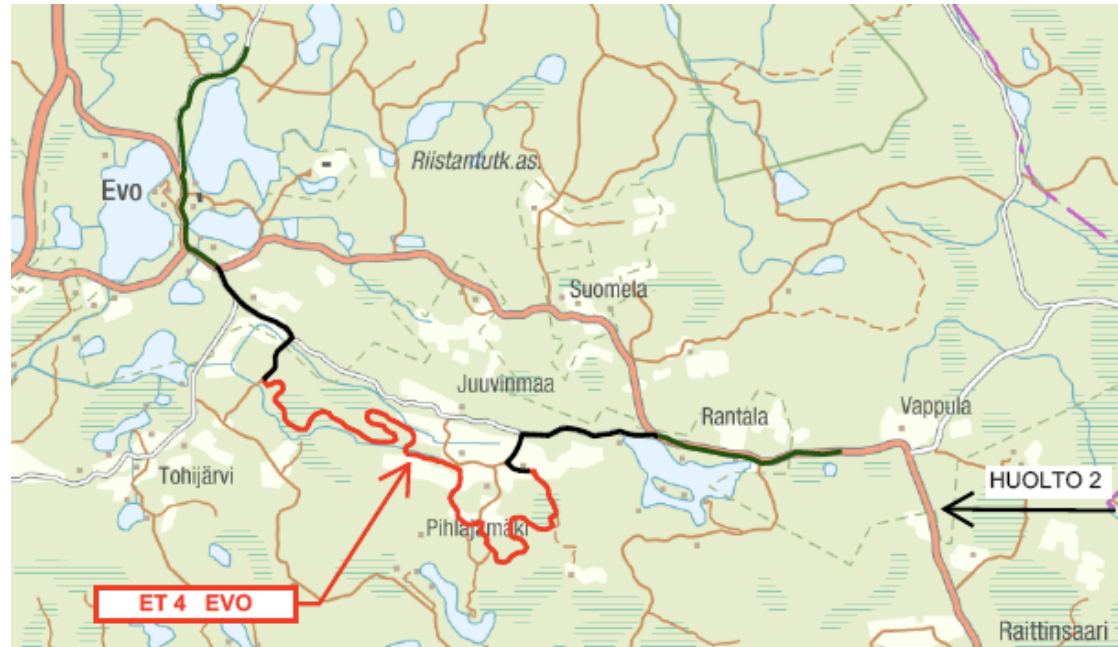 Riistantutk.as.
Evo
Suomela
Juuvinmaa
Rantala
Vappula
Tohijärvi
HUOLTO 2
Pihlajamäki
ET 4 EVO
Raittinsaari